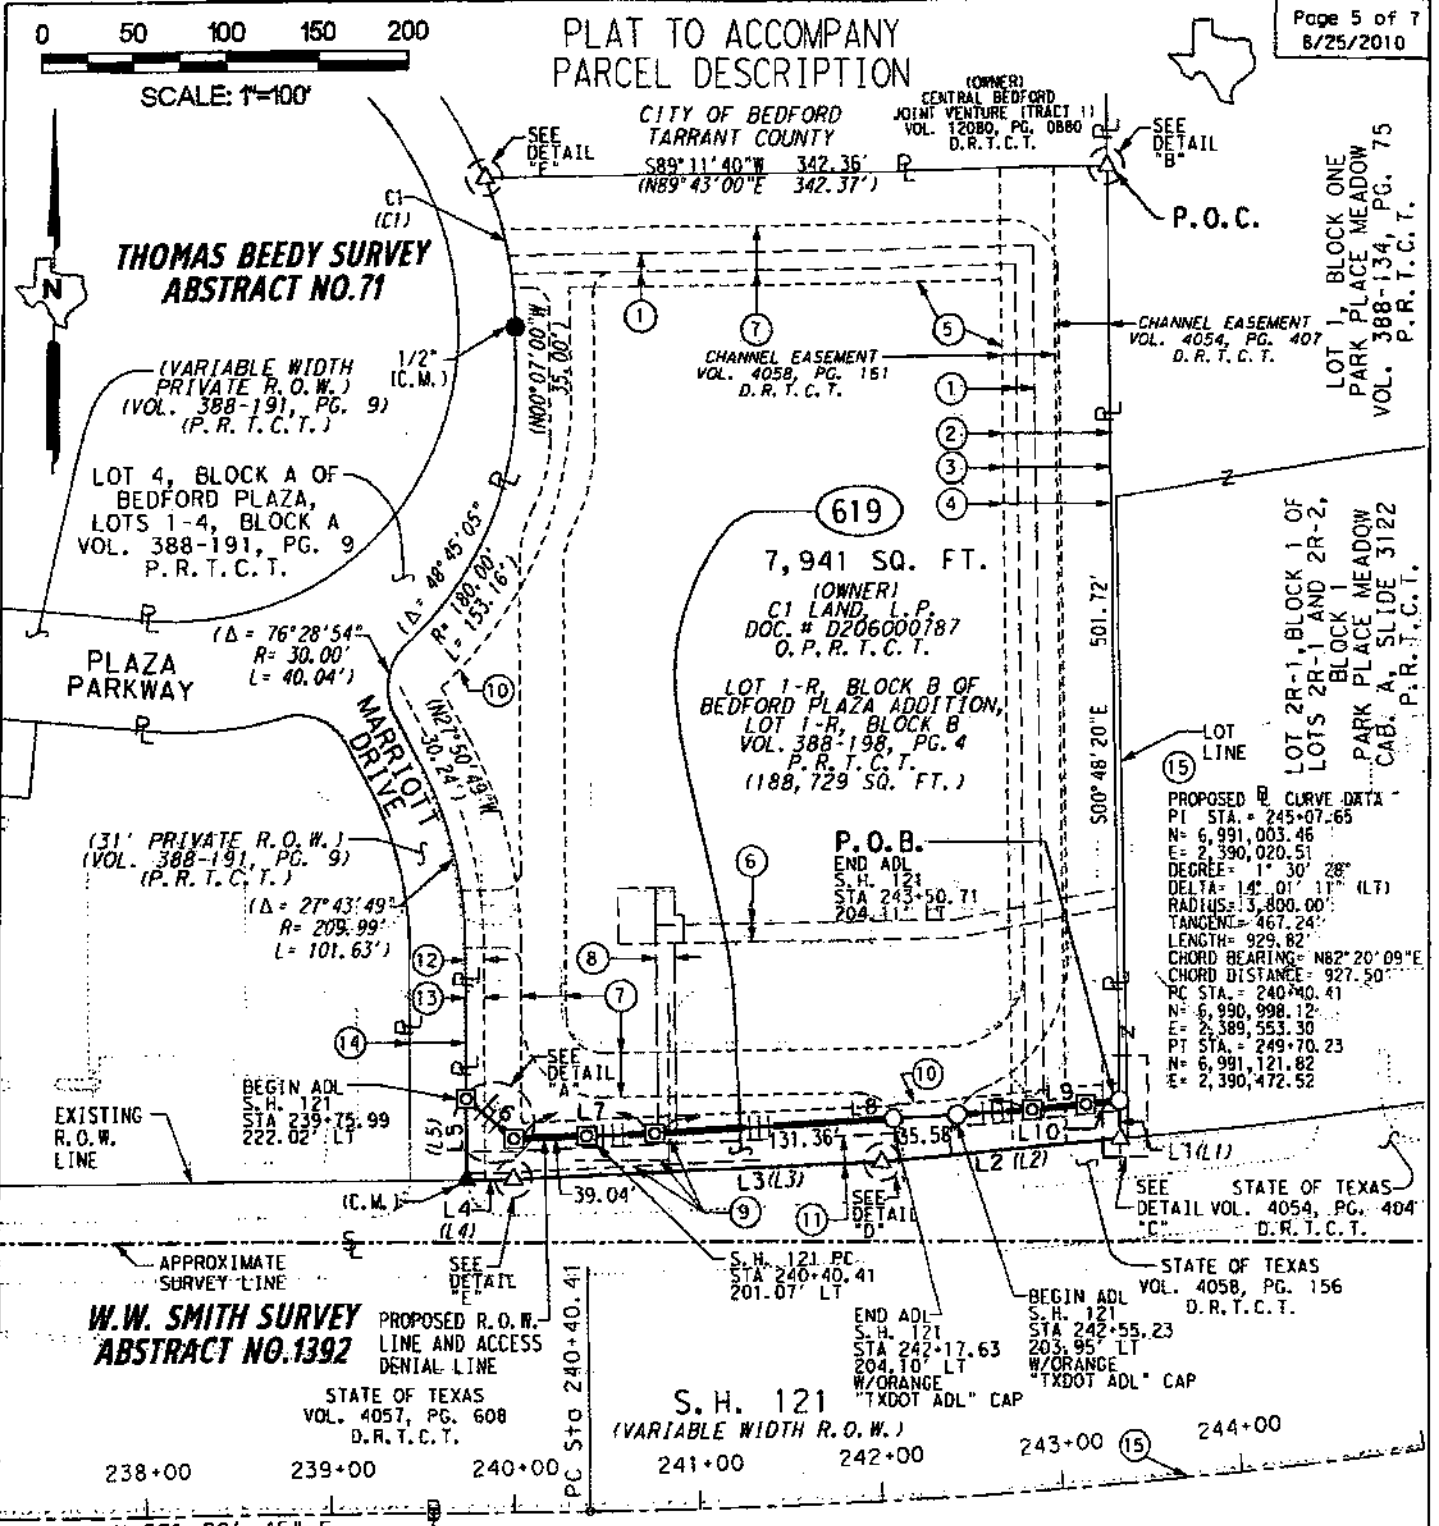 0 50 100 150 200
SCALE: 1"=100'
PLAT TO ACCOMPANY
PARCEL DESCRIPTION
CITY OF BEDFORD
TARRANT COUNTY
Page 5 of 7
8/25/2010
(OWNER)
CENTRAL BEDFORD
JOINT VENTURE (TRACT 1)
VOL. 12080, PG. 0880
D.R.T.C.T.
SEE
DETAIL
"F"
S89°11'40"W 342.36'
(N89°43'00"E 342.37')
SEE
DETAIL
"B"
P.O.C.
LOT 1, BLOCK ONE
PARK PLACE MEADOW
VOL. 388-134, PG. 75
P.R.T.C.T.
C1
(C1)
THOMAS BEEDY SURVEY
ABSTRACT NO.71
N
1/2"
(C.M.)
(N00°07'00"W
35.00')
1
7
5
CHANNEL EASEMENT
VOL. 4058, PG. 161
D.R.T.C.T.
CHANNEL EASEMENT
VOL. 4054, PG. 407
D.R.T.C.T.
1
2
3
4
(VARIABLE WIDTH
PRIVATE R.O.W.)
(VOL. 388-191, PG. 9)
(P.R.T.C.T.)
LOT 4, BLOCK A OF
BEDFORD PLAZA,
LOTS 1-4, BLOCK A
VOL. 388-191, PG. 9
P.R.T.C.T.
(Δ = 48°45'05"
R= 180.00'
L= 153.16')
619
7,941 SQ. FT.
(OWNER)
C1 LAND, L.P.
DOC. # D206000787
O.P.R.T.C.T.
LOT 1-R, BLOCK B OF
BEDFORD PLAZA ADDITION,
LOT 1-R, BLOCK B
VOL. 388-198, PG. 4
P.R.T.C.T.
(188,729 SQ. FT.)
S00°48'20"E 501.72'
LOT
LINE
LOT 2R-1, BLOCK 1 OF
LOTS 2R-1 AND 2R-2,
BLOCK 1
PARK PLACE MEADOW
CAB. A, SLIDE 3122
P.R.T.C.T.
(Δ = 76°28'54"
R= 30.00'
L= 40.04')
PLAZA
PARKWAY
10
(N27°50'49"W
30.24')
MARRIOTT
DRIVE
(31' PRIVATE R.O.W.)
(VOL. 388-191, PG. 9)
(P.R.T.C.T.)
(Δ = 27°43'49"
R= 209.99'
L= 101.63')
P.O.B.
END ADL
S.H. 121
STA 243+50.71
204.11' LT
15
PROPOSED B CURVE DATA
PI STA.= 245+07.65
N= 6,991,003.46
E= 2,390,020.51
DEGREE= 1° 30' 28"
DELTA= 14° 01' 11" (LT)
RADIUS= 3,800.00'
TANGENT= 467.24'
LENGTH= 929.82'
CHORD BEARING= N82°20'09"E
CHORD DISTANCE= 927.50'
PC STA.= 240+40.41
N= 6,990,998.12
E= 2,389,553.30
PT STA.= 249+70.23
N= 6,991,121.82
E= 2,390,472.52
6
8
12
13
7
14
SEE
DETAIL
"A"
BEGIN ADL
S.H. 121
STA 239+75.99
222.02' LT
EXISTING
R.O.W.
LINE
(L5)
L5
L6
L7
L8
10
L9
131.36'
35.58'
L10
L2 (L2)
L1(L1)
L3(L3)
39.04'
9
11
(C.M.)
L4
(L4)
SEE
DETAIL
"E"
SEE
DETAIL
"D"
SEE
DETAIL
"C"
STATE OF TEXAS
VOL. 4054, PG. 404
D.R.T.C.T.
APPROXIMATE
SURVEY LINE
S.H. 121 PC
STA 240+40.41
201.07' LT
STATE OF TEXAS
VOL. 4058, PG. 156
D.R.T.C.T.
W.W. SMITH SURVEY
ABSTRACT NO.1392
PROPOSED R.O.W.
LINE AND ACCESS
DENIAL LINE
END ADL
S.H. 121
STA 242+17.63
204.10' LT
W/ORANGE
"TXDOT ADL" CAP
BEGIN ADL
S.H. 121
STA 242+55.23
203.95' LT
W/ORANGE
"TXDOT ADL" CAP
STATE OF TEXAS
VOL. 4057, PG. 608
D.R.T.C.T.
PC Sta 240+40.41
S.H. 121
(VARIABLE WIDTH R.O.W.)
238+00 239+00 240+00 241+00 242+00 243+00 15 244+00